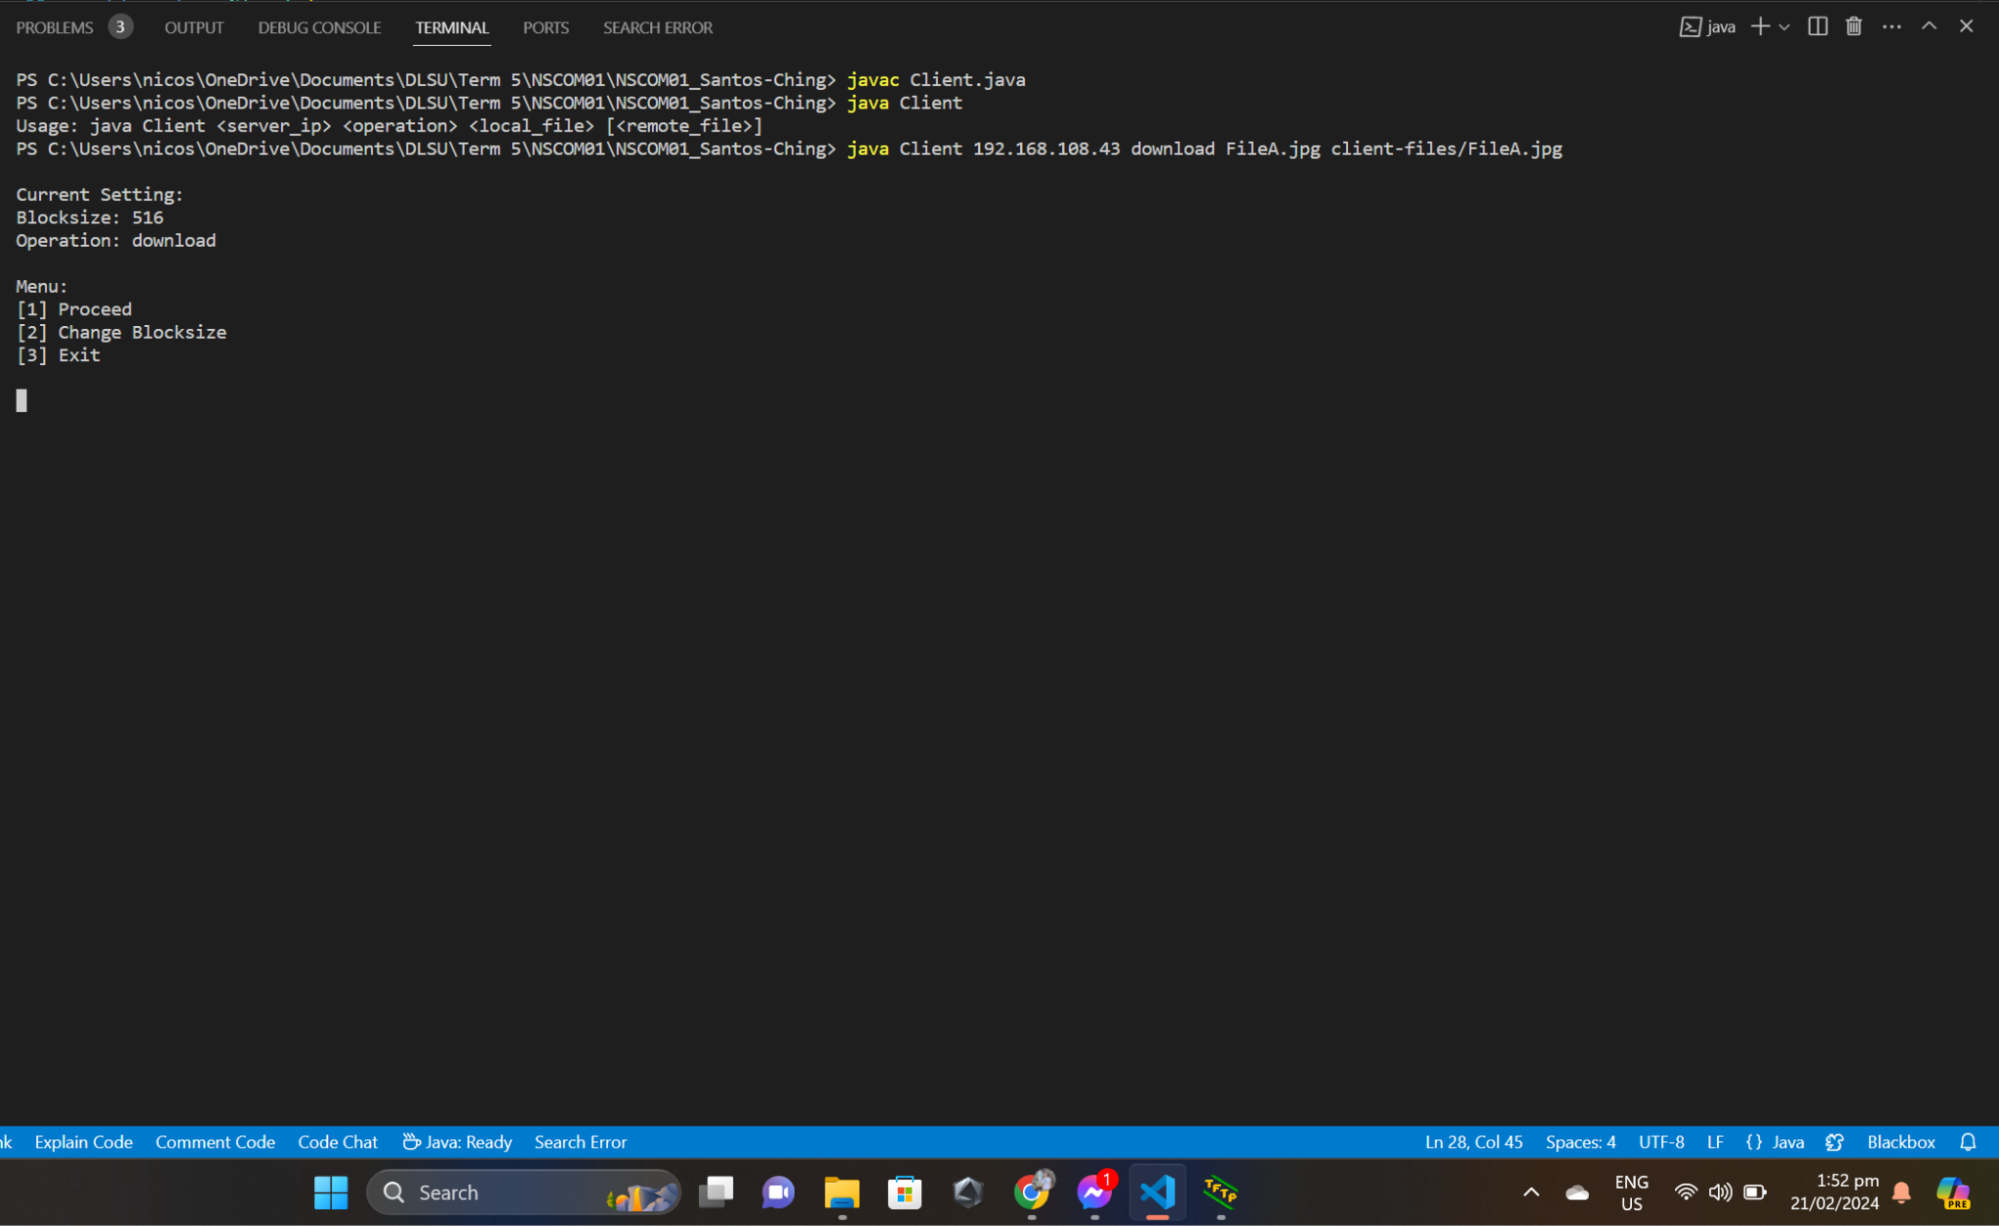 PROBLEMS 3 OUTPUT DEBUG CONSOLE TERMINAL PORTS SEARCH ERROR java
PS C:\Users\nicos\OneDrive\Documents\DLSU\Term 5\NSCOM01\NSCOM01_Santos-Ching> javac Client.java
PS C:\Users\nicos\OneDrive\Documents\DLSU\Term 5\NSCOM01\NSCOM01_Santos-Ching> java Client
Usage: java Client <server_ip> <operation> <local_file> [<remote_file>]
PS C:\Users\nicos\OneDrive\Documents\DLSU\Term 5\NSCOM01\NSCOM01_Santos-Ching> java Client 192.168.108.43 download FileA.jpg client-files/FileA.jpg
Current Setting:
Blocksize: 516
Operation: download
Menu:
[1] Proceed
[2] Change Blocksize
[3] Exit
nk Explain Code Comment Code Code Chat Java: Ready Search Error Ln 28, Col 45 Spaces: 4 UTF-8 LF {} Java Blackbox
Search 1 TFTP ENG 1:52 pm PRE
US 21/02/2024